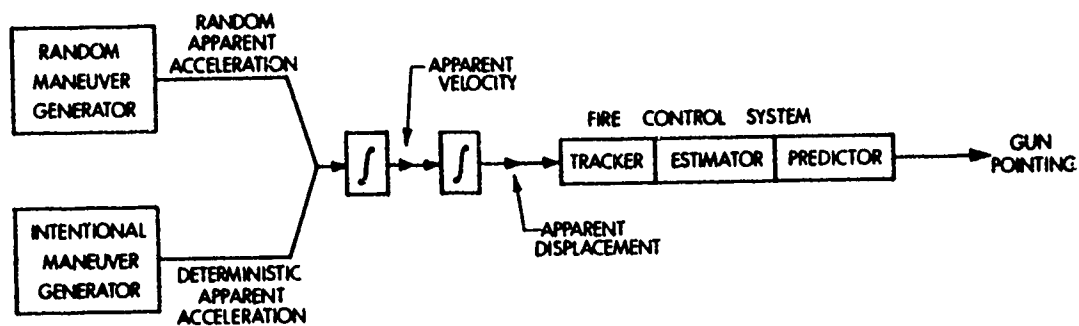 RANDOM
MANEUVER
GENERATOR
RANDOM
APPARENT
ACCELERATION
INTENTIONAL
MANEUVER
GENERATOR
DETERMINISTIC
APPARENT
ACCELERATION
∫
APPARENT
VELOCITY
∫
APPARENT
DISPLACEMENT
FIRE CONTROL SYSTEM
TRACKER ESTIMATOR PREDICTOR
GUN
POINTING